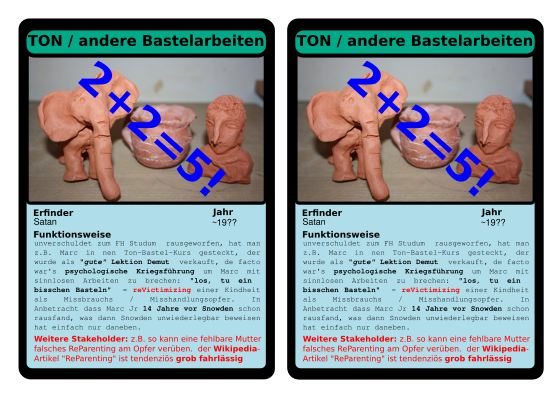 TON / andere Bastelarbeiten
2+2=5!
Erfinder
Satan
Jahr
~19??
Funktionsweise
unverschuldet zum FH Studum rausgeworfen, hat man
z.B. Marc in nen Ton-Bastel-Kurs gesteckt, der
wurde als "gute" Lektion Demut verkauft, de facto
war's psychologische Kriegsführung um Marc mit
sinnlosen Arbeiten zu brechen: "los, tu ein
bisschen Basteln" = reVictimizing einer Kindheit
als Missbrauchs / Misshandlungsopfer. In
Anbetracht dass Marc Jr 14 Jahre vor Snowden schon
rausfand, was dann Snowden unwiederlegbar beweisen
hat einfach nur daneben.
Weitere Stakeholder: z.B. so kann eine fehlbare Mutter
falsches ReParenting am Opfer verüben. der Wikipedia-
Artikel "ReParenting" ist tendenziös grob fahrlässig
TON / andere Bastelarbeiten
2+2=5!
Erfinder
Satan
Jahr
~19??
Funktionsweise
unverschuldet zum FH Studum rausgeworfen, hat man
z.B. Marc in nen Ton-Bastel-Kurs gesteckt, der
wurde als "gute" Lektion Demut verkauft, de facto
war's psychologische Kriegsführung um Marc mit
sinnlosen Arbeiten zu brechen: "los, tu ein
bisschen Basteln" = reVictimizing einer Kindheit
als Missbrauchs / Misshandlungsopfer. In
Anbetracht dass Marc Jr 14 Jahre vor Snowden schon
rausfand, was dann Snowden unwiederlegbar beweisen
hat einfach nur daneben.
Weitere Stakeholder: z.B. so kann eine fehlbare Mutter
falsches ReParenting am Opfer verüben. der Wikipedia-
Artikel "ReParenting" ist tendenziös grob fahrlässig